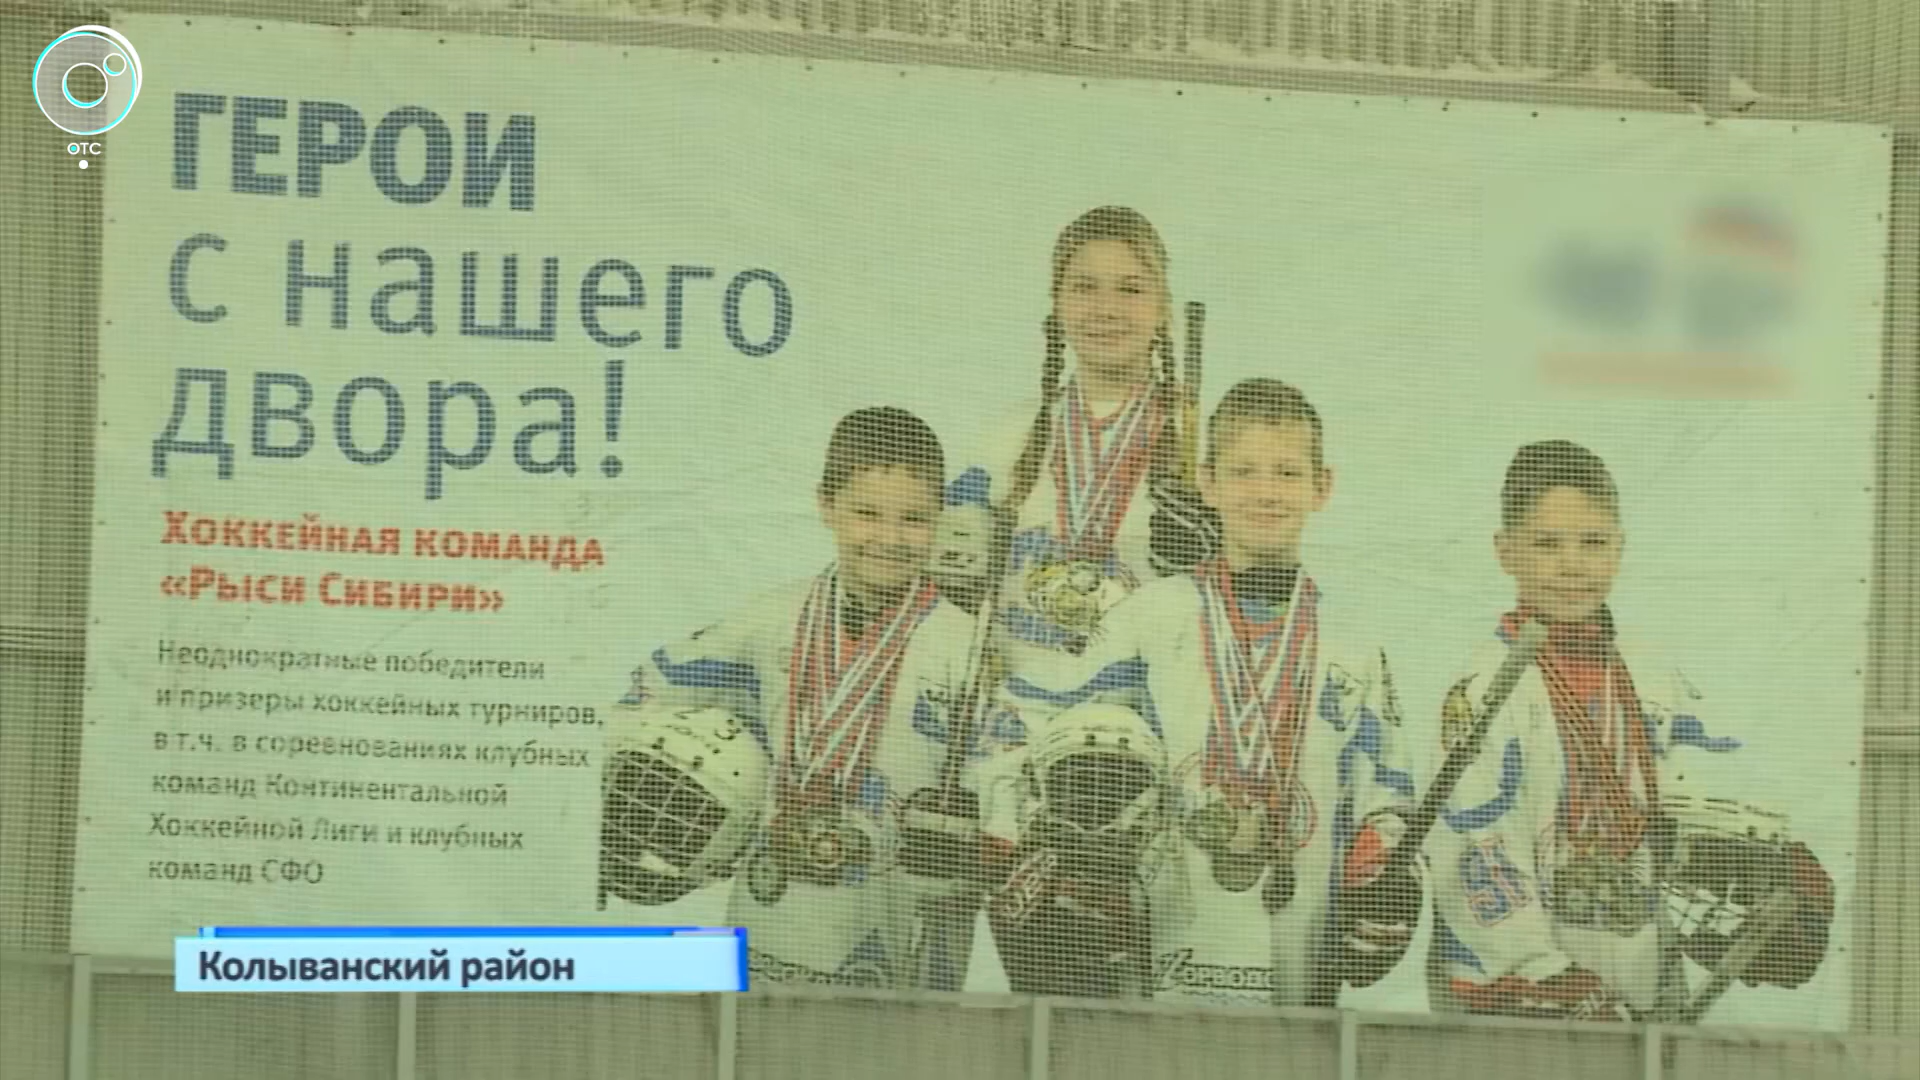 ОТС
ГЕРОИ
с нашего
двора!
Хоккейная команда
«Рыси Сибири»
Неоднократные победители
и призеры хоккейных турниров,
в т.ч. в соревнованиях клубных
команд Континентальной
Хоккейной Лиги и клубных
команд СФО
Колыванский район